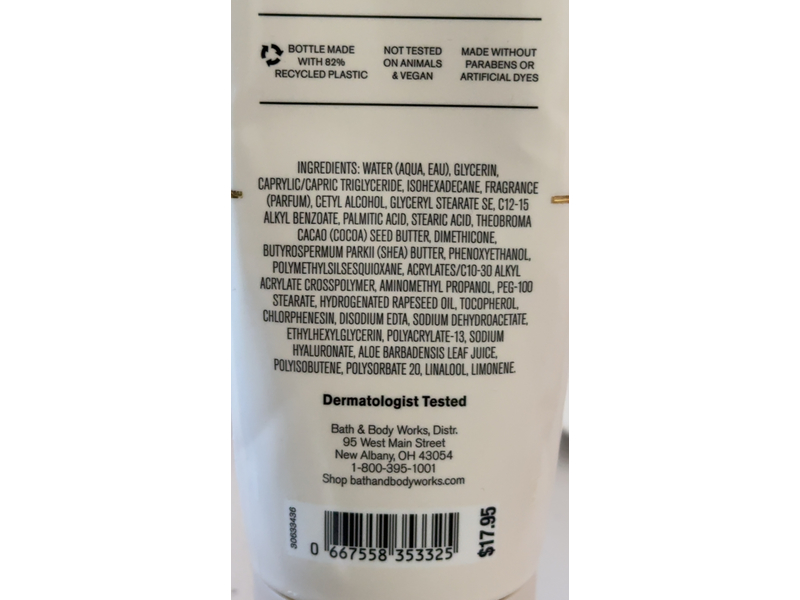 BOTTLE MADE WITH 82% RECYCLED PLASTIC
NOT TESTED ON ANIMALS & VEGAN
MADE WITHOUT PARABENS OR ARTIFICIAL DYES
INGREDIENTS: WATER (AQUA, EAU), GLYCERIN,
CAPRYLIC/CAPRIC TRIGLYCERIDE, ISOHEXADECANE, FRAGRANCE
(PARFUM), CETYL ALCOHOL, GLYCERYL STEARATE SE, C12-15
ALKYL BENZOATE, PALMITIC ACID, STEARIC ACID, THEOBROMA
CACAO (COCOA) SEED BUTTER, DIMETHICONE,
BUTYROSPERMUM PARKII (SHEA) BUTTER, PHENOXYETHANOL,
POLYMETHYLSILSESQUIOXANE, ACRYLATES/C10-30 ALKYL
ACRYLATE CROSSPOLYMER, AMINOMETHYL PROPANOL, PEG-100
STEARATE, HYDROGENATED RAPESEED OIL, TOCOPHEROL,
CHLORPHENESIN, DISODIUM EDTA, SODIUM DEHYDROACETATE,
ETHYLHEXYLGLYCERIN, POLYACRYLATE-13, SODIUM
HYALURONATE, ALOE BARBADENSIS LEAF JUICE,
POLYISOBUTENE, POLYSORBATE 20, LINALOOL, LIMONENE.
Dermatologist Tested
Bath & Body Works, Distr.
95 West Main Street
New Albany, OH 43054
1-800-395-1001
Shop bathandbodyworks.com
30633436
0 667558 353325
$17.95